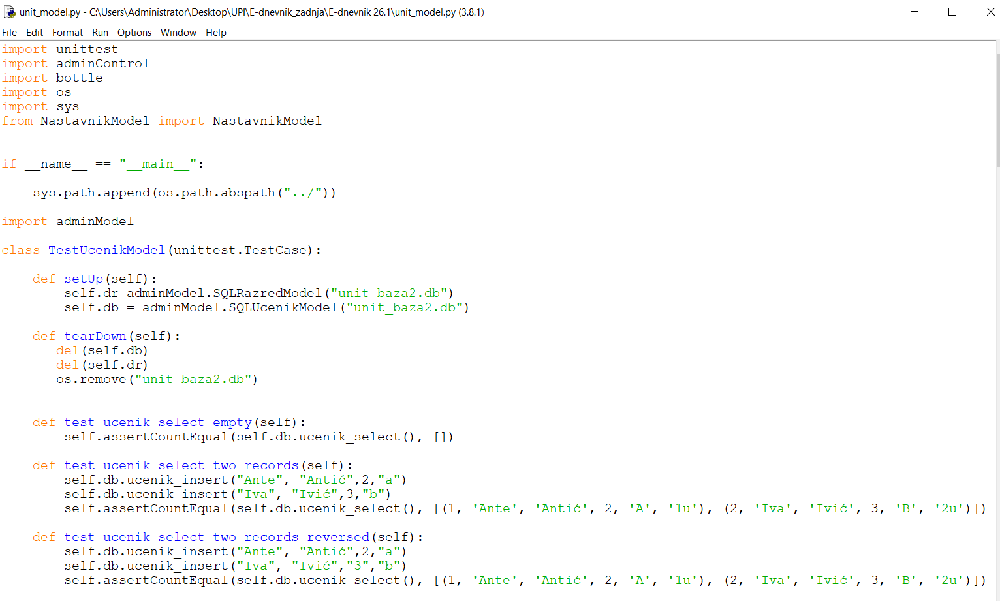 unit_model.py - C:\Users\Administrator\Desktop\UPI\E-dnevnik_zadnja\E-dnevnik 26.1\unit_model.py (3.8.1)
File Edit Format Run Options Window Help
import unittest
import adminControl
import bottle
import os
import sys
from NastavnikModel import NastavnikModel
if __name__ == "__main__":
    sys.path.append(os.path.abspath("../"))
import adminModel
class TestUcenikModel(unittest.TestCase):
    def setUp(self):
        self.dr=adminModel.SQLRazredModel("unit_baza2.db")
        self.db = adminModel.SQLUcenikModel("unit_baza2.db")
    def tearDown(self):
       del(self.db)
       del(self.dr)
       os.remove("unit_baza2.db")
    def test_ucenik_select_empty(self):
        self.assertCountEqual(self.db.ucenik_select(), [])
    def test_ucenik_select_two_records(self):
        self.db.ucenik_insert("Ante", "Antić",2,"a")
        self.db.ucenik_insert("Iva", "Ivić",3,"b")
        self.assertCountEqual(self.db.ucenik_select(), [(1, 'Ante', 'Antić', 2, 'A', '1u'), (2, 'Iva', 'Ivić', 3, 'B', '2u')])
    def test_ucenik_select_two_records_reversed(self):
        self.db.ucenik_insert("Ante", "Antić",2,"a")
        self.db.ucenik_insert("Iva", "Ivić","3","b")
        self.assertCountEqual(self.db.ucenik_select(), [(1, 'Ante', 'Antić', 2, 'A', '1u'), (2, 'Iva', 'Ivić', 3, 'B', '2u')])